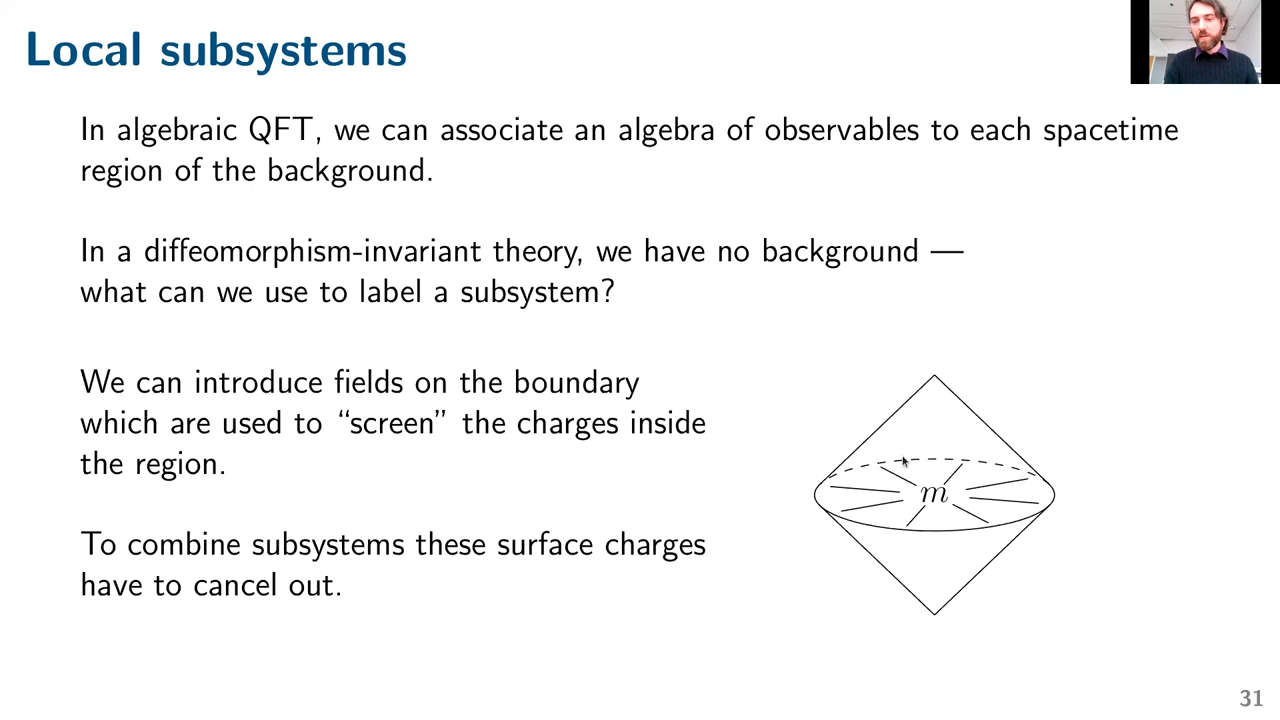 Local subsystems
In algebraic QFT, we can associate an algebra of observables to each spacetime
region of the background.
In a diffeomorphism-invariant theory, we have no background —
what can we use to label a subsystem?
We can introduce fields on the boundary
which are used to “screen” the charges inside
the region.
m
To combine subsystems these surface charges
have to cancel out.
31